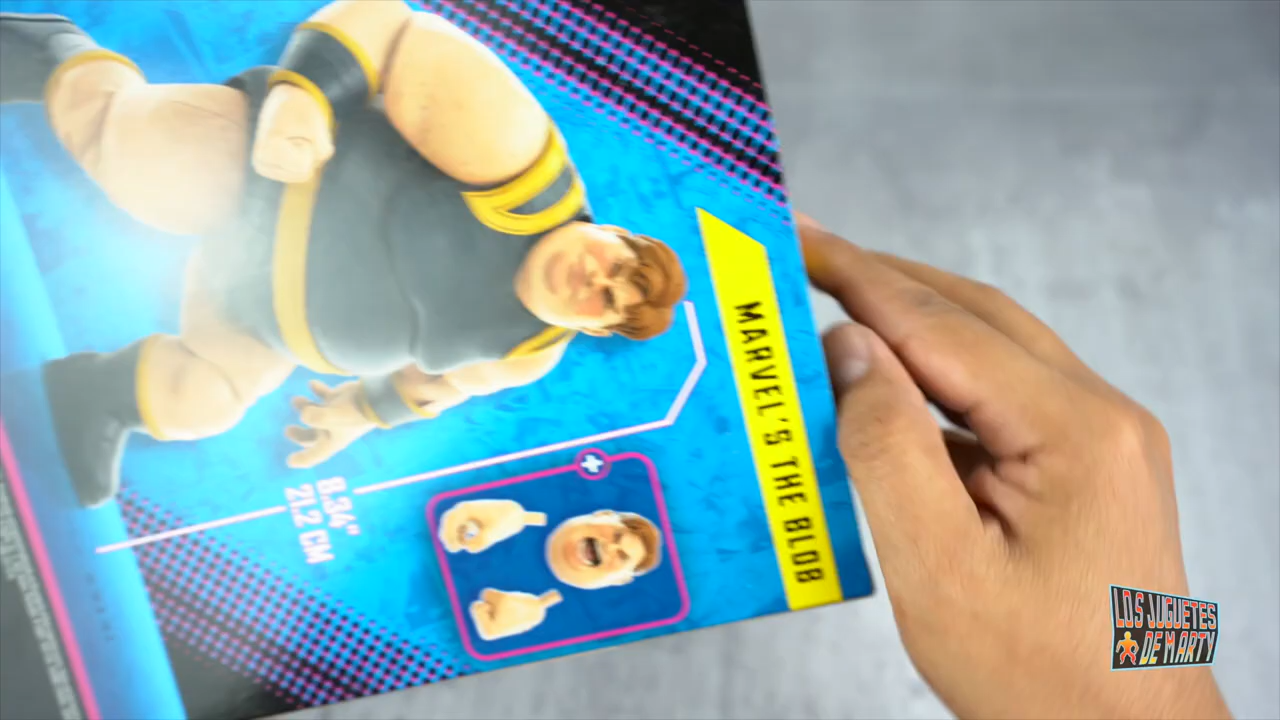 MARVEL'S THE BLOB
8.34"
21.2 CM
LOS JUGUETES
DE MARTY